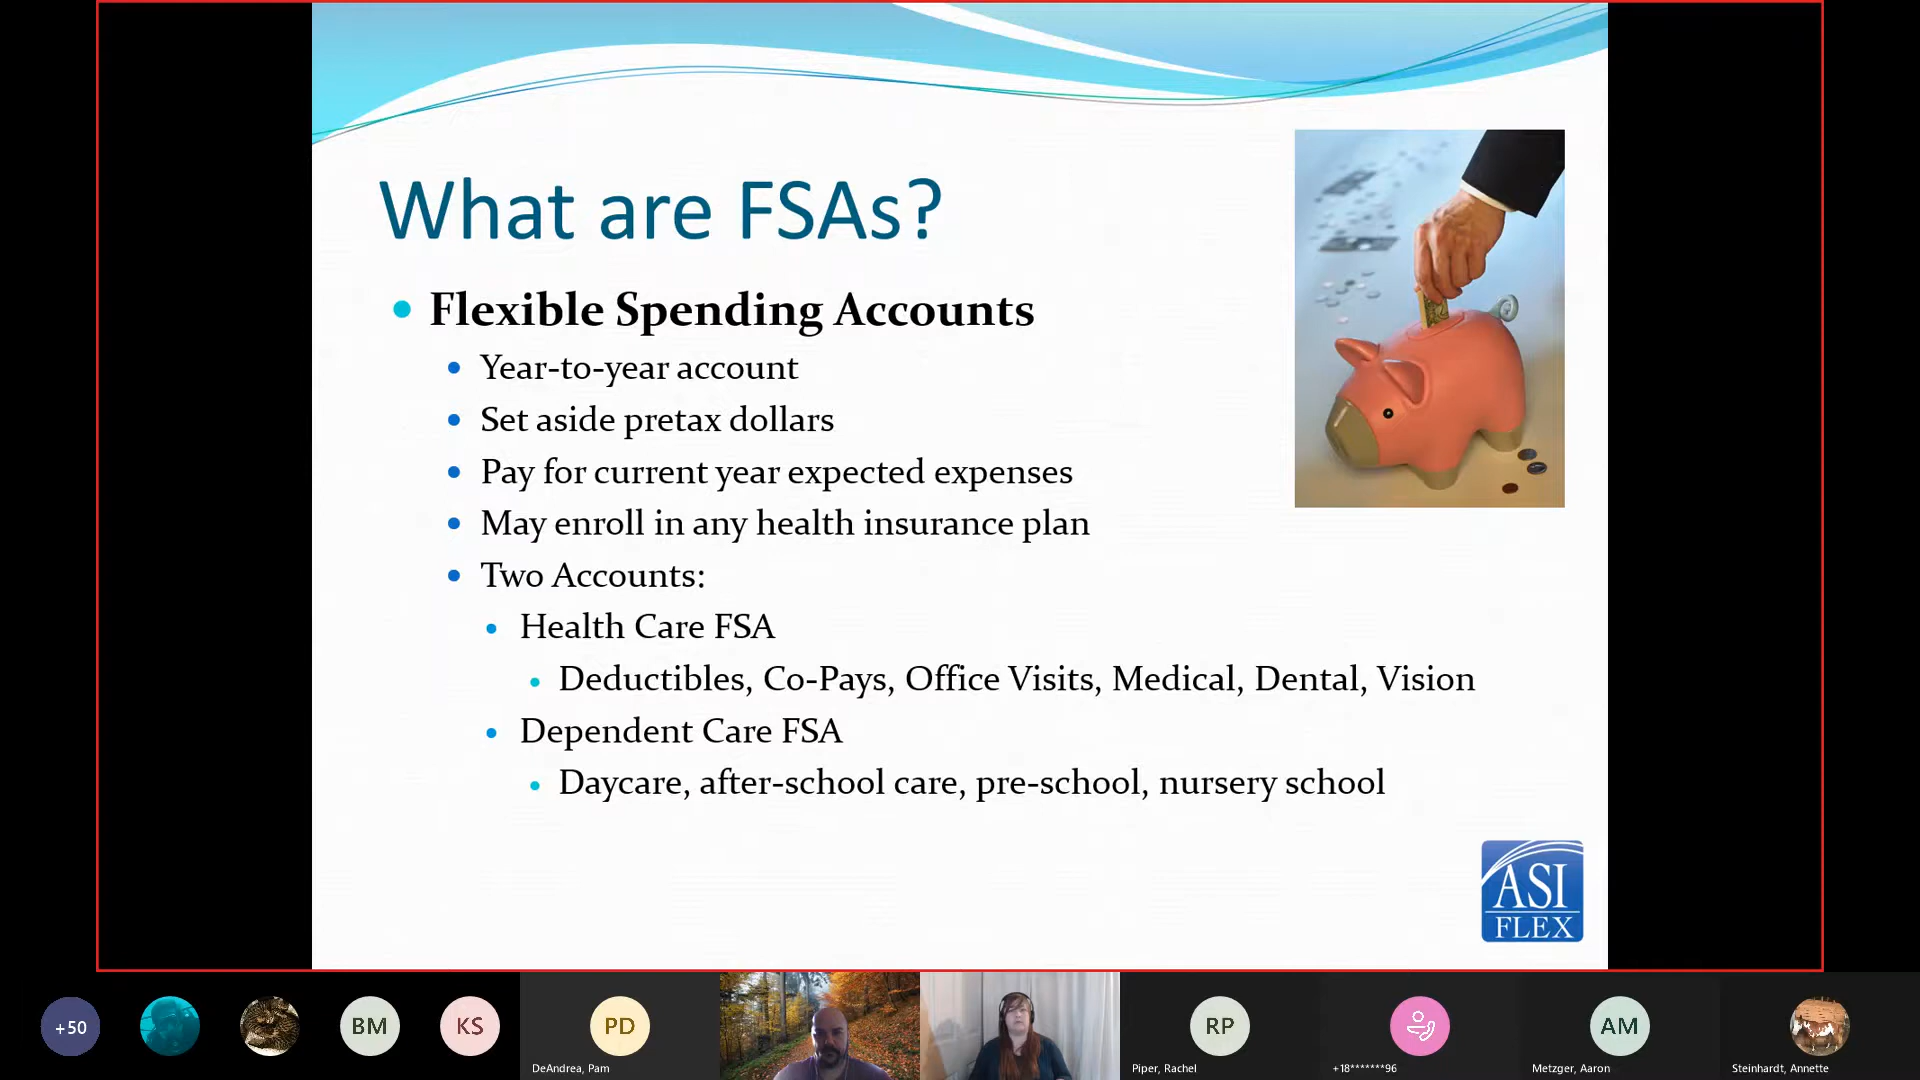 What are FSAs?
Flexible Spending Accounts
Year-to-year account
Set aside pretax dollars
Pay for current year expected expenses
May enroll in any health insurance plan
Two Accounts:
Health Care FSA
Deductibles, Co-Pays, Office Visits, Medical, Dental, Vision
Dependent Care FSA
Daycare, after-school care, pre-school, nursery school
ASI
FLEX
+50
BM
KS
PD
RP
AM
DeAndrea, Pam
Piper, Rachel
+18*******96
Metzger, Aaron
Steinhardt, Annette